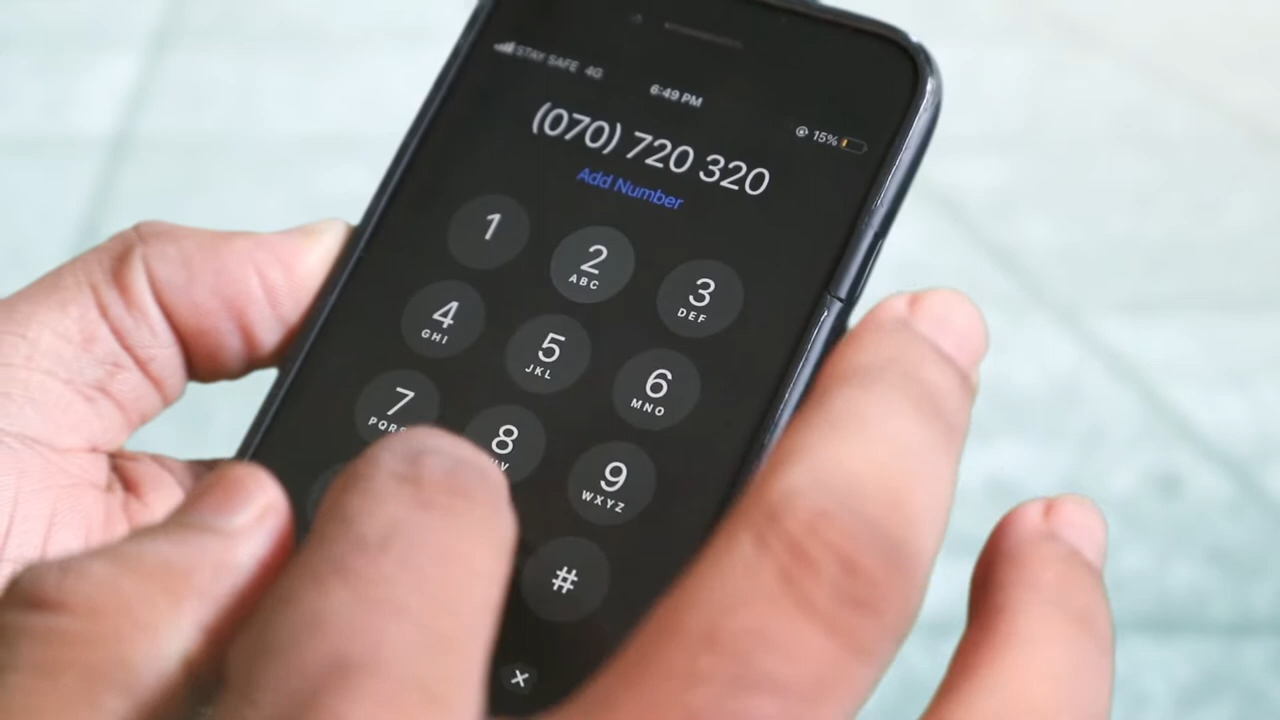 STAY SAFE 4G
6:49 PM
15%
(070) 720 320
Add Number
1
2
ABC
3
DEF
4
GHI
5
JKL
6
MNO
7
8
9
WXYZ
#